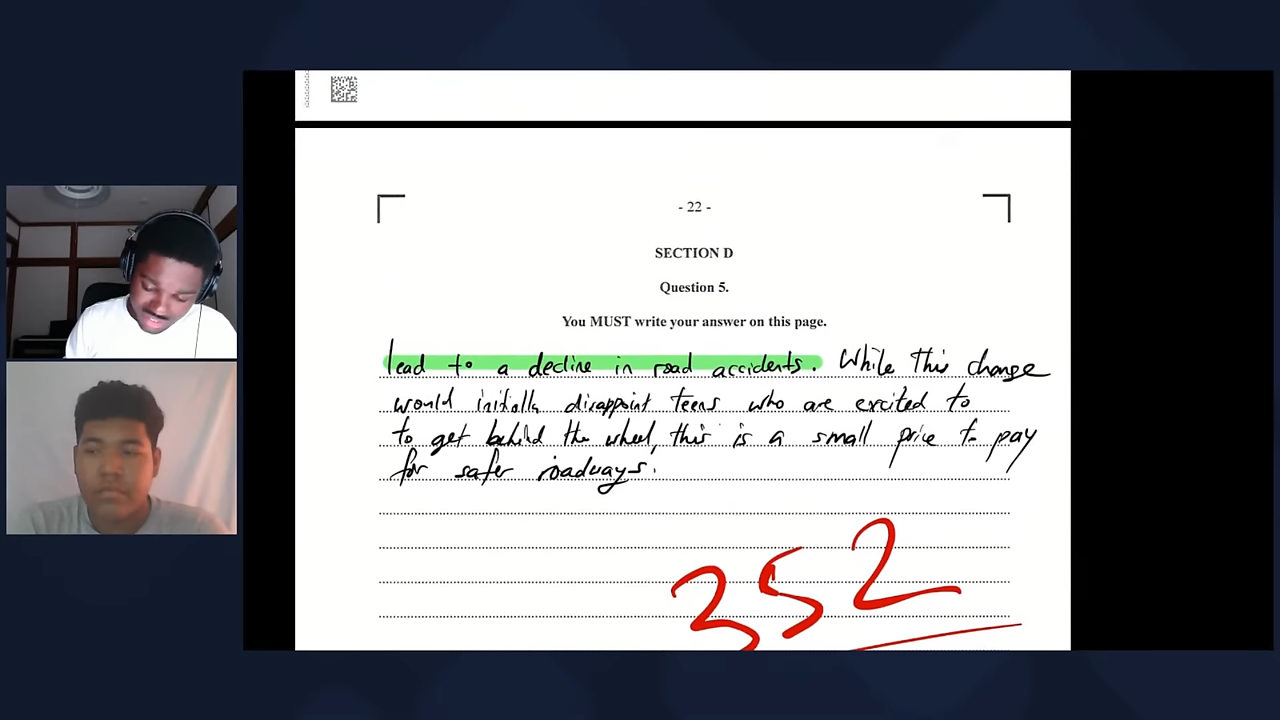 - 22 -
SECTION D
Question 5.
You MUST write your answer on this page.
lead to a decline in road accidents. While this change
would initially disappoint teens who are excited to
to get behind the wheel, this is a small price to pay
for safer roadways.
352